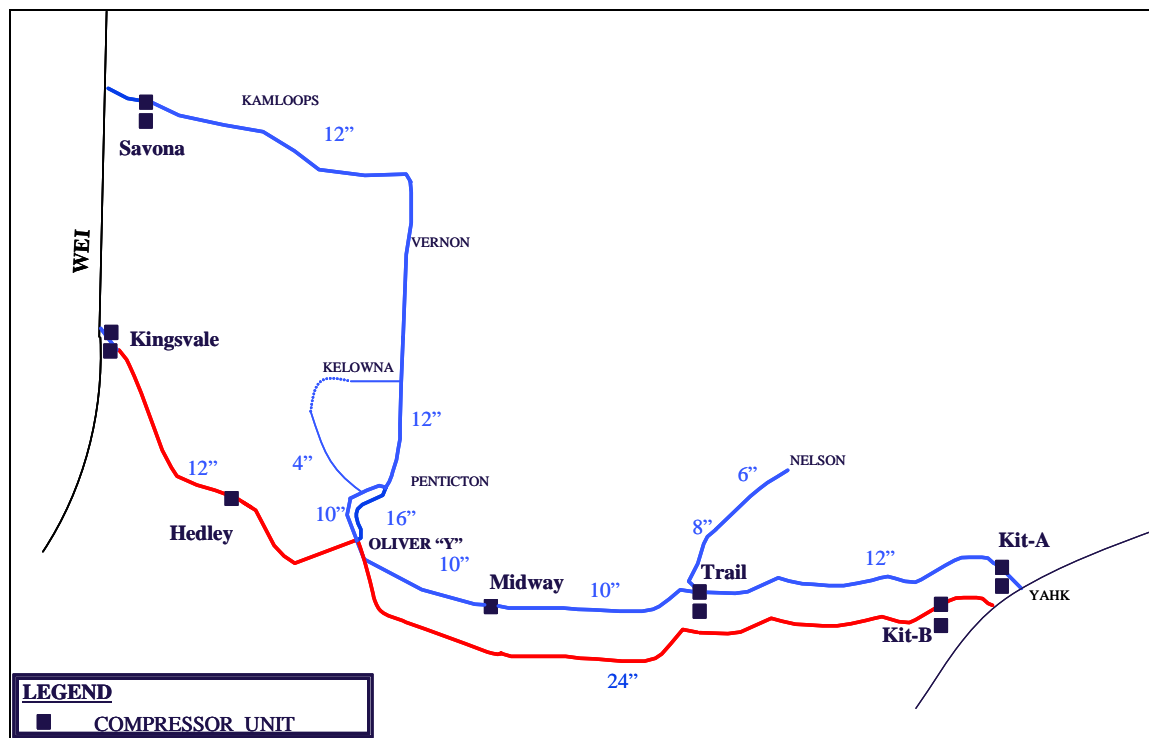 KAMLOOPS
12”
Savona
VERNON
WEI
Kingsvale
KELOWNA
12”
4”
12”
PENTICTON
NELSON
6”
Hedley
10”
16”
8”
OLIVER “Y”
10”
Midway
10”
Trail
12”
Kit-A
YAHK
Kit-B
24”
LEGEND
COMPRESSOR UNIT